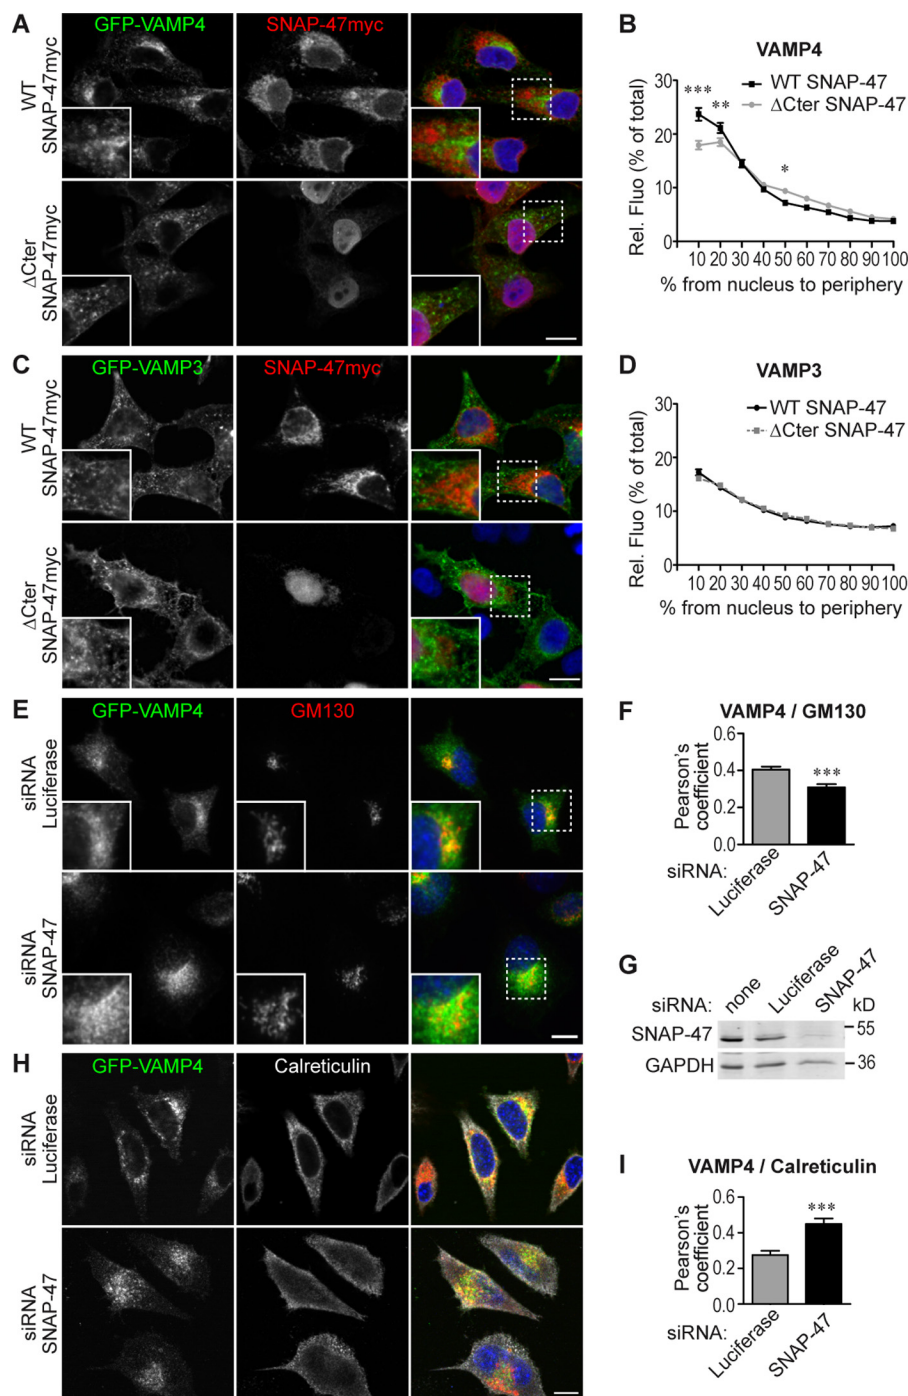 A
GFP-VAMP4
SNAP-47myc
WT
SNAP-47myc
ΔCter
SNAP-47myc
B
VAMP4
WT SNAP-47
ΔCter SNAP-47
***
**
*
Rel. Fluo (% of total)
30
20
10
0
10 20 30 40 50 60 70 80 90 100
% from nucleus to periphery
C
GFP-VAMP3
SNAP-47myc
WT
SNAP-47myc
ΔCter
SNAP-47myc
D
VAMP3
WT SNAP-47
ΔCter SNAP-47
Rel. Fluo (% of total)
30
20
10
0
10 20 30 40 50 60 70 80 90 100
% from nucleus to periphery
E
GFP-VAMP4
GM130
siRNA
Luciferase
siRNA
SNAP-47
F
VAMP4 / GM130
Pearson's
coefficient
0.6
0.4
0.2
0.0
***
siRNA:
Luciferase
SNAP-47
G
siRNA:
none
Luciferase
SNAP-47
kD
SNAP-47
55
GAPDH
36
H
GFP-VAMP4
Calreticulin
siRNA
Luciferase
siRNA
SNAP-47
I
VAMP4 / Calreticulin
Pearson's
coefficient
0.6
0.4
0.2
0.0
***
siRNA:
Luciferase
SNAP-47